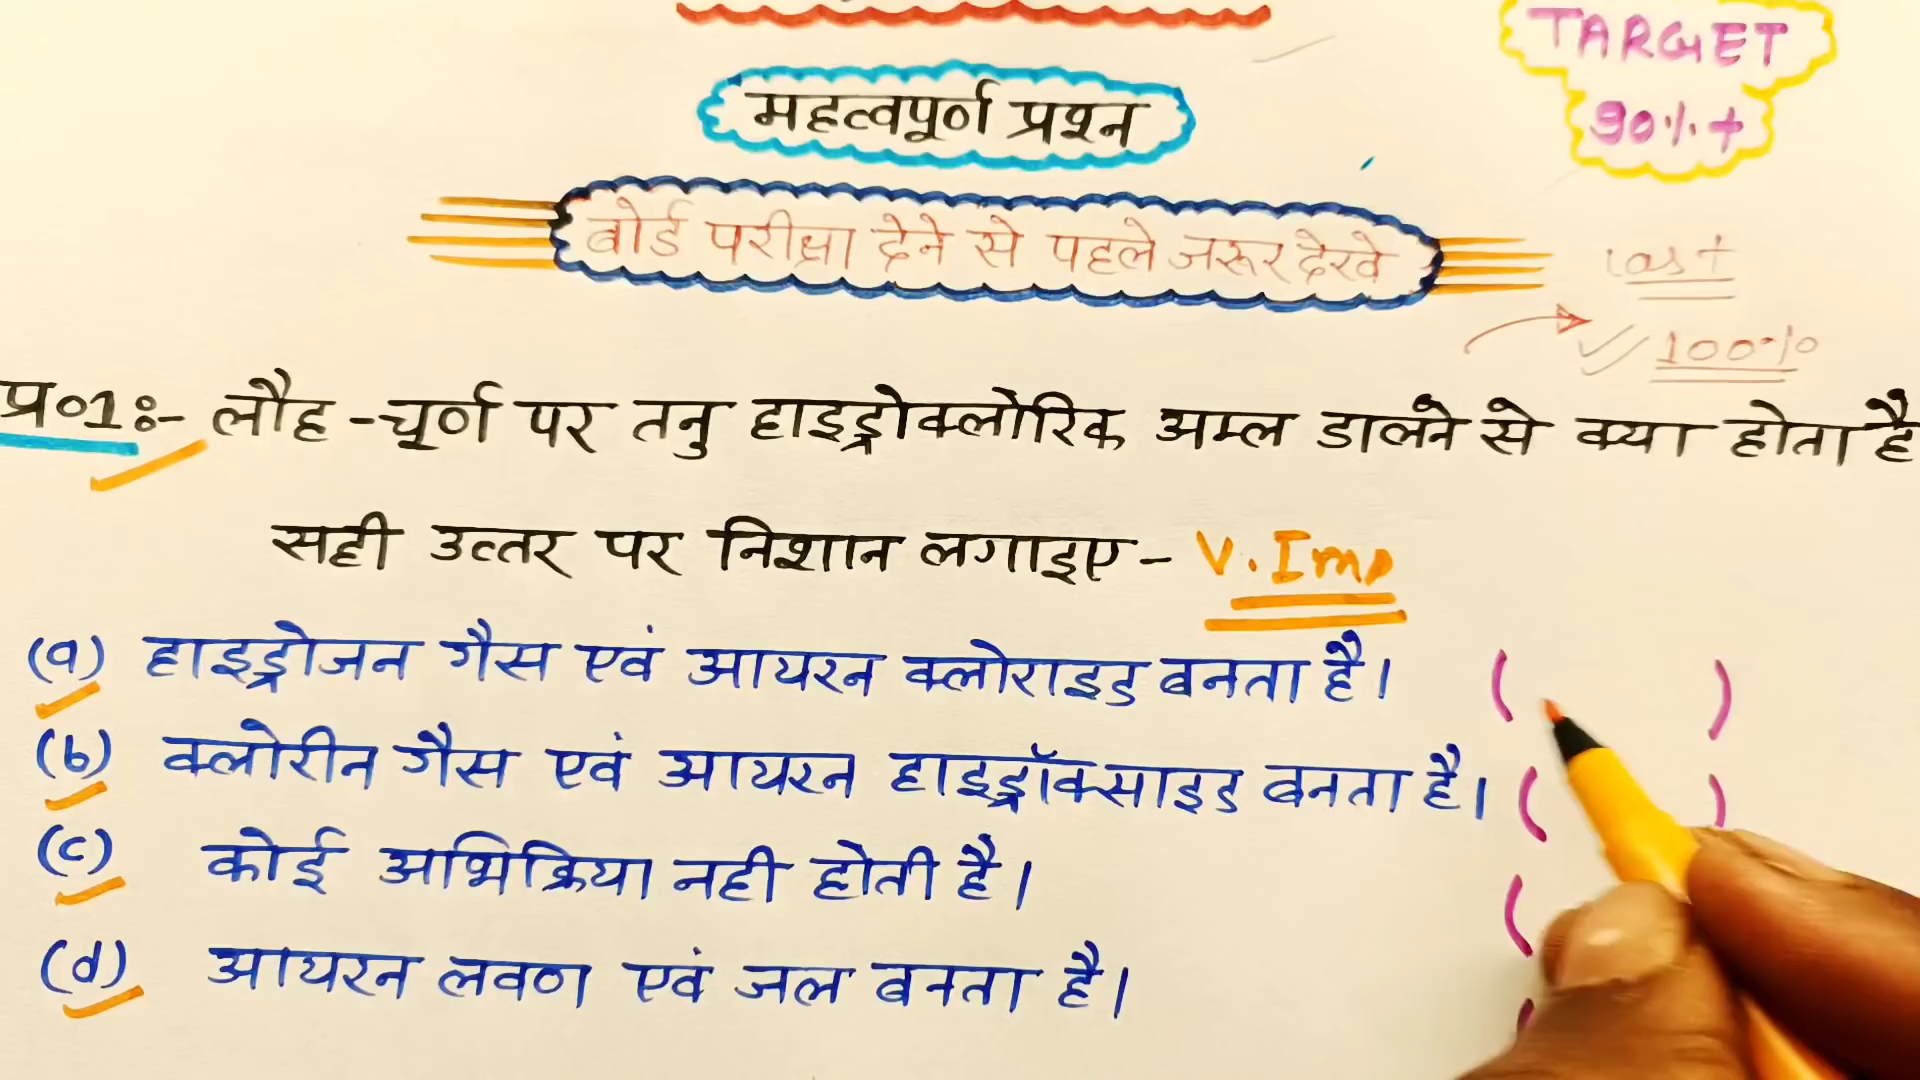 TARGET
90%+
महत्वपूर्ण प्रश्न
बोर्ड परीक्षा देने से पहले जरूर देखे
last
100%
प्र०1:- लौह-चूर्ण पर तनु हाइड्रोक्लोरिक अम्ल डालने से क्या होता है
सही उत्तर पर निशान लगाइए - V.Imp
(a) हाइड्रोजन गैस एवं आयरन क्लोराइड बनता है। ( )
(b) क्लोरीन गैस एवं आयरन हाइड्रॉक्साइड बनता है। ( )
(c) कोई अभिक्रिया नही होती है। (
(d) आयरन लवण एवं जल बनता है। (